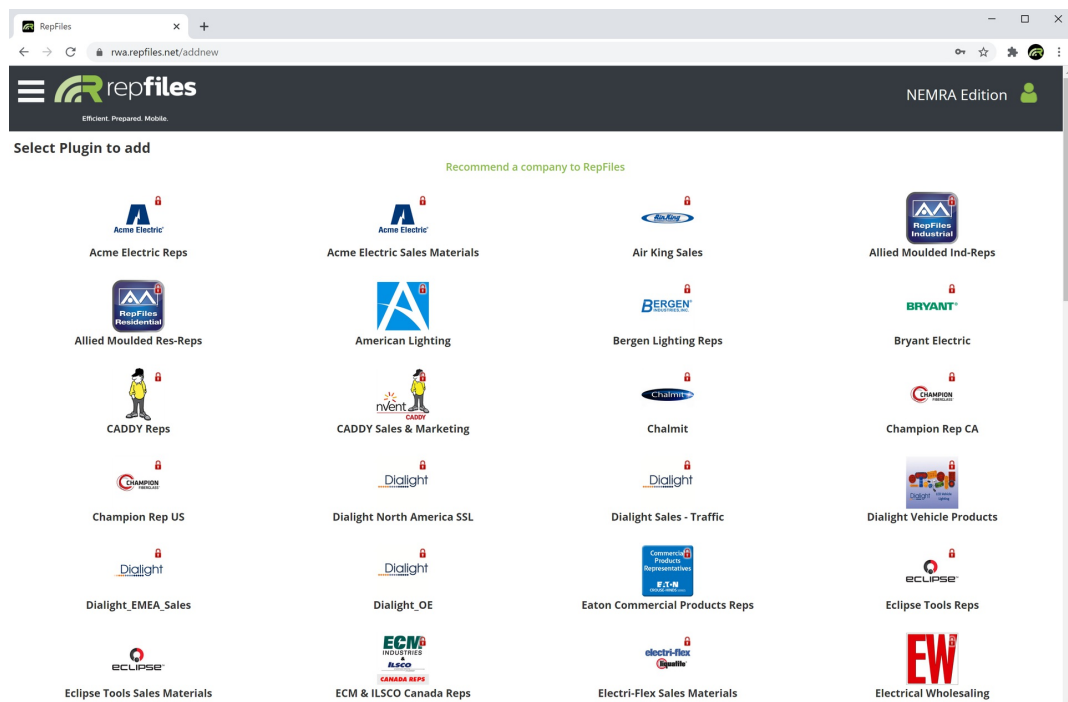 RepFiles
rwa.repfiles.net/addnew
repfiles
Efficient. Prepared. Mobile.
NEMRA Edition
Select Plugin to add
Recommend a company to RepFiles
Acme Electric
Acme Electric
Air King
RepFiles
Industrial
Acme Electric Reps
Acme Electric Sales Materials
Air King Sales
Allied Moulded Ind-Reps
RepFiles
Residential
BERGEN
INDUSTRIES, INC.
BRYANT
Allied Moulded Res-Reps
American Lighting
Bergen Lighting Reps
Bryant Electric
nvent
CADDY
Chalmit
CHAMPION
FIBERGLASS
CADDY Reps
CADDY Sales & Marketing
Chalmit
Champion Rep CA
CHAMPION
FIBERGLASS
Dialight
Dialight
Dialight
Champion Rep US
Dialight North America SSL
Dialight Sales - Traffic
Dialight Vehicle Products
Dialight
Dialight
Commercial
Products
Representatives
E·T·N
ECLIPSE
Dialight_EMEA_Sales
Dialight_OE
Eaton Commercial Products Reps
Eclipse Tools Reps
ECLIPSE
ECM
INDUSTRIES
&
ILSCO
CANADA REPS
electri-flex
Liquatite
EW
Eclipse Tools Sales Materials
ECM & ILSCO Canada Reps
Electri-Flex Sales Materials
Electrical Wholesaling